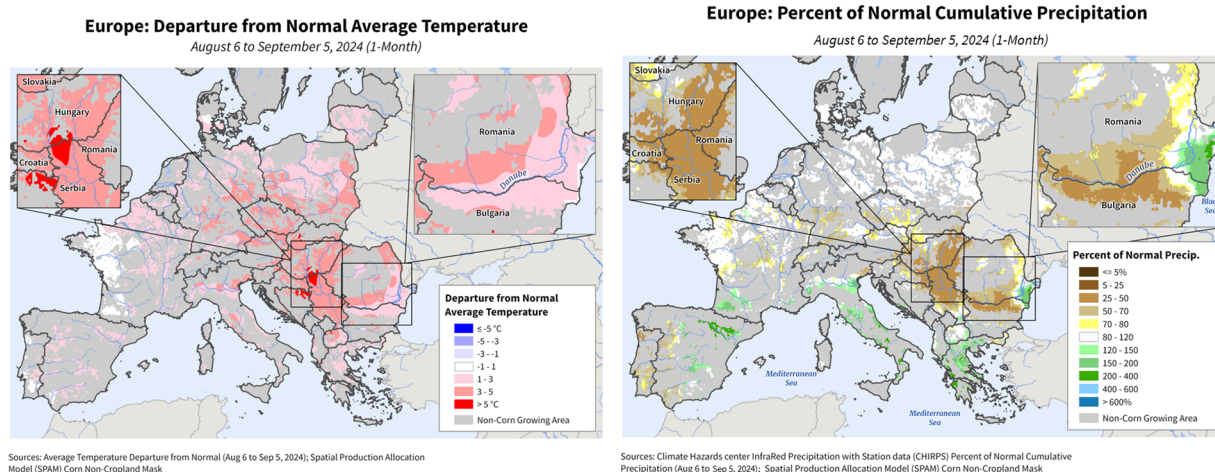 Europe: Departure from Normal Average Temperature
August 6 to September 5, 2024 (1-Month)
Slovakia
Hungary
Romania
Croatia
Serbia
Romania
Danube
Bulgaria
Departure from Normal
Average Temperature
≤ -5 °C
-5 - -3
-3 - -1
-1 - 1
1 - 3
3 - 5
> 5 °C
Non-Corn Growing Area
Sources: Average Temperature Departure from Normal (Aug 6 to Sep 5, 2024); Spatial Production Allocation
Model (SPAM) Corn Non-Cropland Mask
Europe: Percent of Normal Cumulative Precipitation
August 6 to September 5, 2024 (1-Month)
Slovakia
Hungary
Romania
Croatia
Serbia
Romania
Danube
Bulgaria
Sea
Mediterranean
Sea
Mediterranean
Sea
Percent of Normal Precip.
<= 5%
5 - 25
25 - 50
50 - 70
70 - 80
80 - 120
120 - 150
150 - 200
200 - 400
400 - 600
> 600%
Non-Corn Growing Area
Sources: Climate Hazards center InfraRed Precipitation with Station data (CHIRPS) Percent of Normal Cumulative
Precipitation (Aug 6 to Sep 5, 2024); Spatial Production Allocation Model (SPAM) Corn Non-Cropland Mask